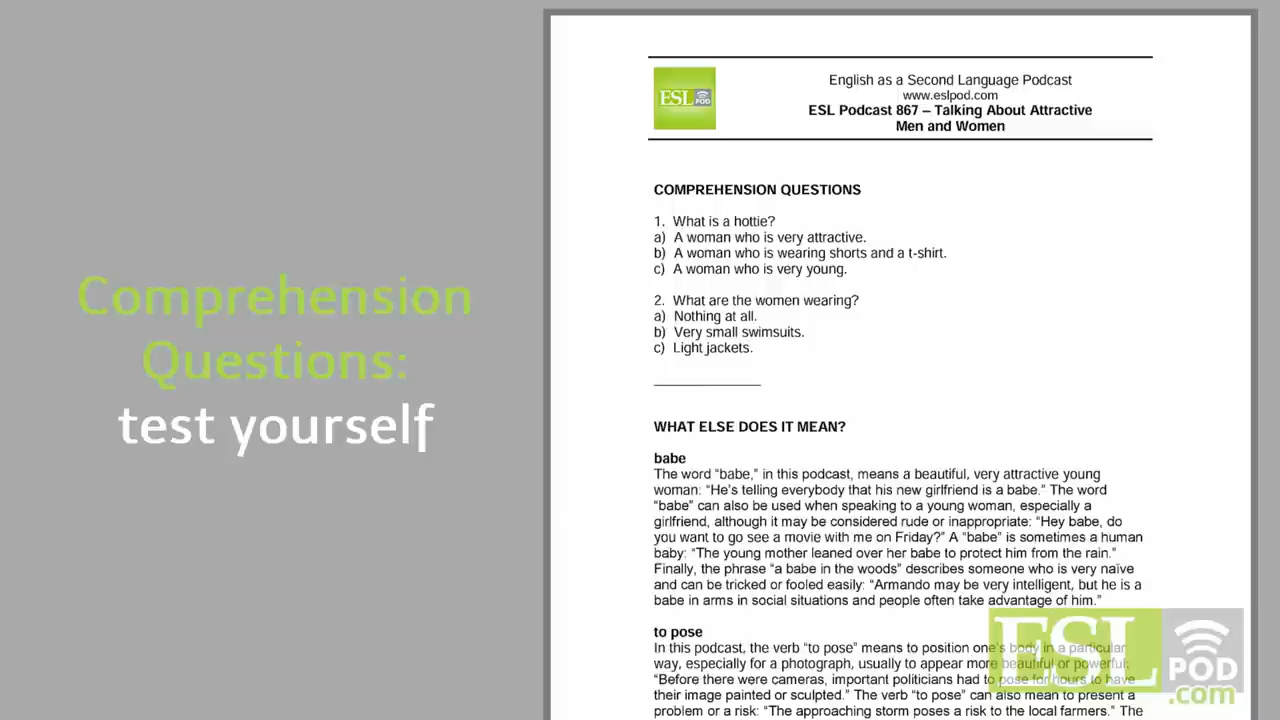 Comprehension
Questions:
test yourself
ESL POD
English as a Second Language Podcast
www.eslpod.com
ESL Podcast 867 – Talking About Attractive
Men and Women
COMPREHENSION QUESTIONS
1. What is a hottie?
a) A woman who is very attractive.
b) A woman who is wearing shorts and a t-shirt.
c) A woman who is very young.
2. What are the women wearing?
a) Nothing at all.
b) Very small swimsuits.
c) Light jackets.
WHAT ELSE DOES IT MEAN?
babe
The word “babe,” in this podcast, means a beautiful, very attractive young
woman: “He’s telling everybody that his new girlfriend is a babe.” The word
“babe” can also be used when speaking to a young woman, especially a
girlfriend, although it may be considered rude or inappropriate: “Hey babe, do
you want to go see a movie with me on Friday?” A “babe” is sometimes a human
baby: “The young mother leaned over her babe to protect him from the rain.”
Finally, the phrase “a babe in the woods” describes someone who is very naïve
and can be tricked or fooled easily: “Armando may be very intelligent, but he is a
babe in arms in social situations and people often take advantage of him.”
to pose
In this podcast, the verb “to pose” means to position one’s body in a particular
way, especially for a photograph, usually to appear more beautiful or powerful:
“Before there were cameras, important politicians had to pose for hours to have
their image painted or sculpted.” The verb “to pose” can also mean to present a
problem or a risk: “The approaching storm poses a risk to the local farmers.” The
ESL POD
.com